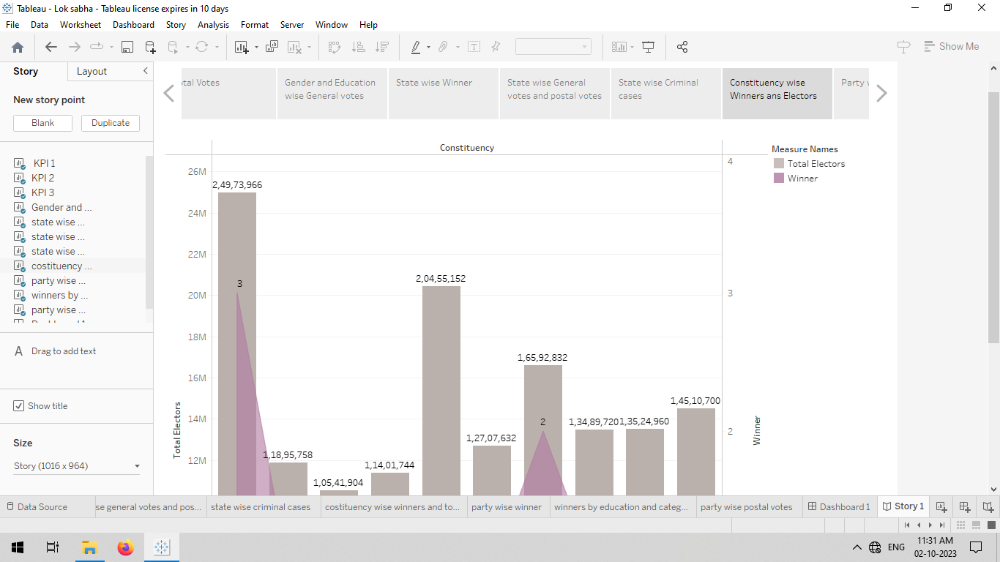 Tableau - Lok sabha - Tableau license expires in 10 days
File Data Worksheet Dashboard Story Analysis Format Server Window Help
Show Me
Story
Layout
New story point
Blank
Duplicate
KPI 1
KPI 2
KPI 3
Gender and ...
state wise ...
state wise ...
state wise ...
costituency ...
party wise ...
winners by ...
party wise ...
A Drag to add text
Show title
Size
Story (1016 x 964)
otal Votes
Gender and Education
wise General votes
State wise Winner
State wise General
votes and postal votes
State wise Criminal
cases
Constituency wise
Winners ans Electors
Party
Constituency
26M
24M
22M
20M
18M
16M
14M
12M
Total Electors
2,49,73,966
3
1,18,95,758
1,05,41,904
1,14,01,744
2,04,55,152
1,27,07,632
1,65,92,832
2
1,34,89,720
1,35,24,960
1,45,10,700
4
3
2
Winner
Measure Names
Total Electors
Winner
Data Source
se general votes and pos...
state wise criminal cases
costituency wise winners and to...
party wise winner
winners by education and categ...
party wise postal votes
Dashboard 1
Story 1
ENG
11:31 AM
02-10-2023